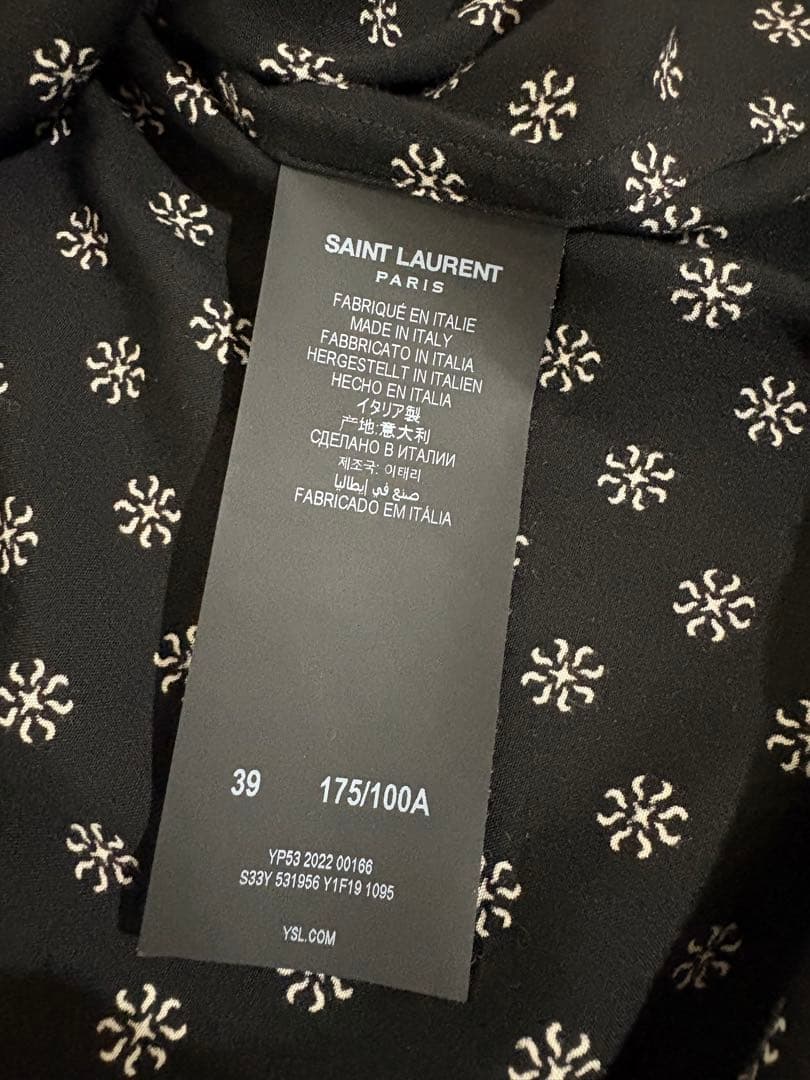 SAINT LAURENT
PARIS
FABRIQUÉ EN ITALIE
MADE IN ITALY
FABBRICATO IN ITALIA
HERGESTELLT IN ITALIEN
HECHO EN ITALIA
イタリア製
产地:意大利
СДЕЛАНО В ИТАЛИИ
제조국: 이태리
صنع في إيطاليا
FABRICADO EM ITÁLIA
39 175/100A
YP53 2022 00166
S33Y 531956 Y1F19 1095
YSL.COM